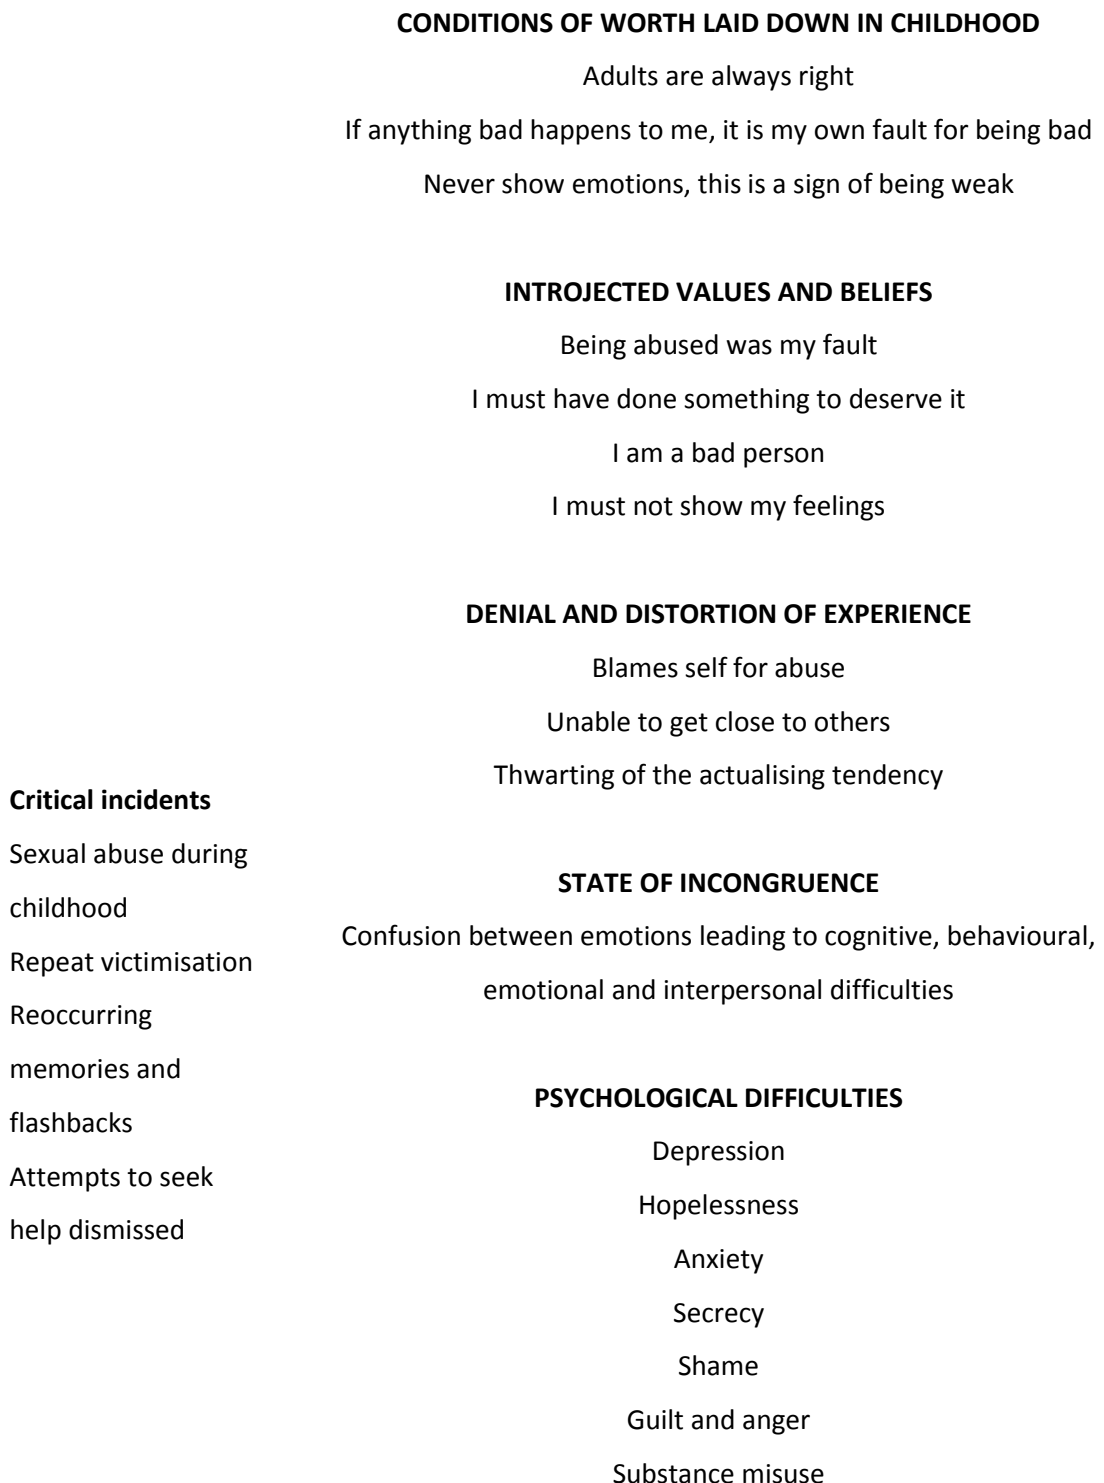 CONDITIONS OF WORTH LAID DOWN IN CHILDHOOD
Adults are always right
If anything bad happens to me, it is my own fault for being bad
Never show emotions, this is a sign of being weak
INTROJECTED VALUES AND BELIEFS
Being abused was my fault
I must have done something to deserve it
I am a bad person
I must not show my feelings
DENIAL AND DISTORTION OF EXPERIENCE
Blames self for abuse
Unable to get close to others
Thwarting of the actualising tendency
STATE OF INCONGRUENCE
Confusion between emotions leading to cognitive, behavioural,
emotional and interpersonal difficulties
PSYCHOLOGICAL DIFFICULTIES
Depression
Hopelessness
Anxiety
Secrecy
Shame
Guilt and anger
Substance misuse
Critical incidents
Sexual abuse during
childhood
Repeat victimisation
Reoccurring
memories and
flashbacks
Attempts to seek
help dismissed